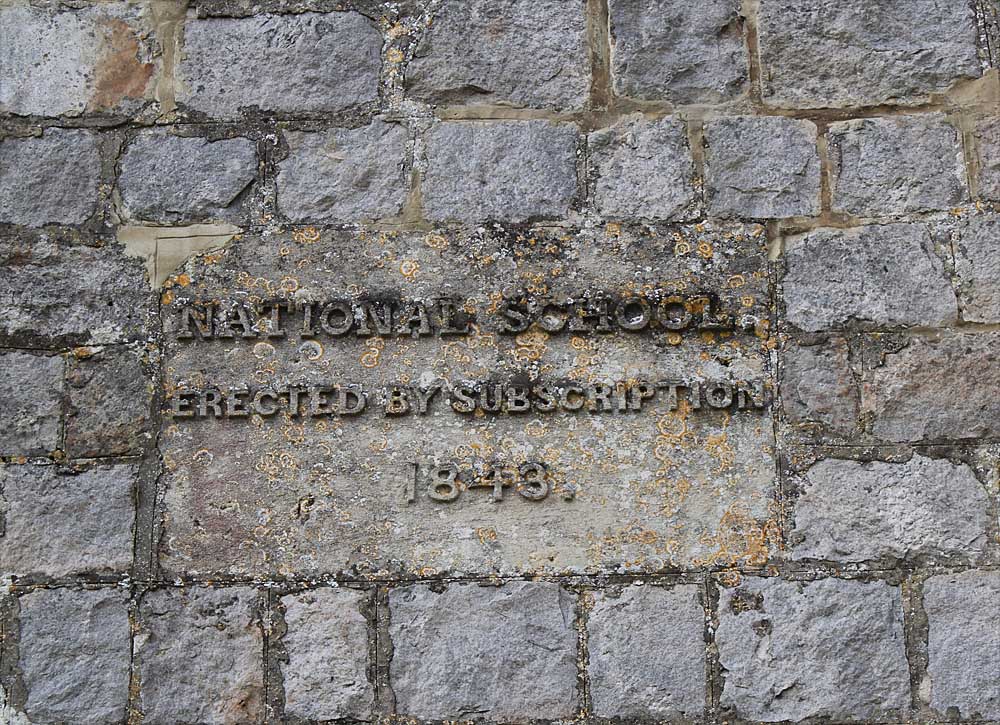 NATIONAL SCHOOL.
ERECTED BY SUBSCRIPTION
1843.